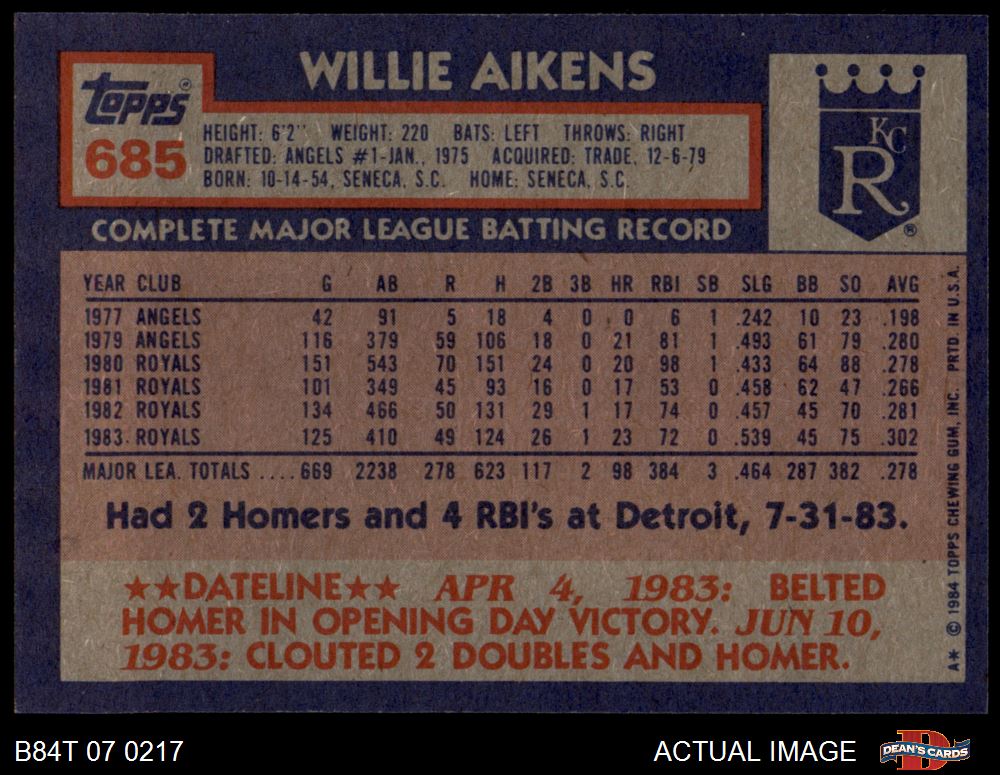 WILLIE AIKENS
topps®
685
HEIGHT: 6'2" WEIGHT: 220 BATS: LEFT THROWS: RIGHT
DRAFTED: ANGELS #1-JAN., 1975 ACQUIRED: TRADE, 12-6-79
BORN: 10-14-54, SENECA, S.C. HOME: SENECA, S.C.
KC
R®
COMPLETE MAJOR LEAGUE BATTING RECORD
YEAR CLUB G AB R H 2B 3B HR RBI SB SLG BB SO AVG
1977 ANGELS 42 91 5 18 4 0 0 6 1 .242 10 23 .198
1979 ANGELS 116 379 59 106 18 0 21 81 1 .493 61 79 .280
1980 ROYALS 151 543 70 151 24 0 20 98 1 .433 64 88 .278
1981 ROYALS 101 349 45 93 16 0 17 53 0 .458 62 47 .266
1982 ROYALS 134 466 50 131 29 1 17 74 0 .457 45 70 .281
1983 ROYALS 125 410 49 124 26 1 23 72 0 .539 45 75 .302
MAJOR LEA. TOTALS ....669 2238 278 623 117 2 98 384 3 .464 287 382 .278
Had 2 Homers and 4 RBI's at Detroit, 7-31-83.
★★DATELINE★★ APR 4, 1983: BELTED
HOMER IN OPENING DAY VICTORY. JUN 10,
1983: CLOUTED 2 DOUBLES AND HOMER.
A* © 1984 TOPPS CHEWING GUM, INC. PRTD. IN U.S.A.
B84T 07 0217
ACTUAL IMAGE
D
DEAN'S CARDS